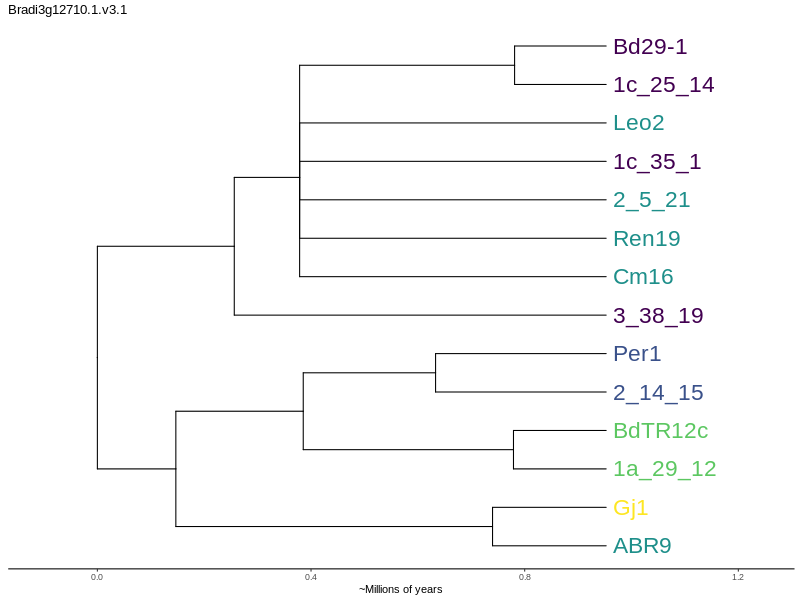 Bradi3g12710.1.v3.1
Bd29-1
1c_25_14
Leo2
1c_35_1
2_5_21
Ren19
Cm16
3_38_19
Per1
2_14_15
BdTR12c
1a_29_12
Gj1
ABR9
0.0 0.4 0.8 1.2
~Millions of years